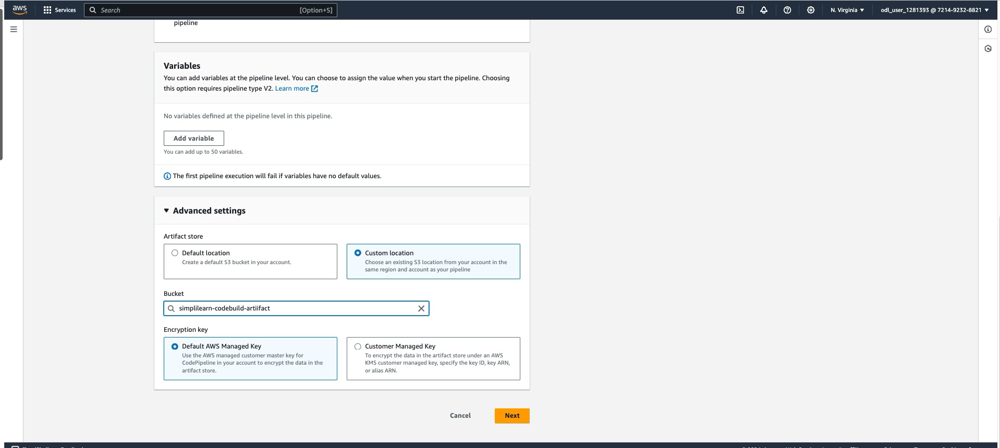 aws
Services
Search
[Option+S]
N. Virginia
odl_user_1281393 @ 7214-9232-8821
pipeline
Variables
You can add variables at the pipeline level. You can choose to assign the value when you start the pipeline. Choosing
this option requires pipeline type V2. Learn more
No variables defined at the pipeline level in this pipeline.
Add variable
You can add up to 50 variables.
The first pipeline execution will fail if variables have no default values.
Advanced settings
Artifact store
Default location
Create a default S3 bucket in your account.
Custom location
Choose an existing S3 location from your account in the
same region and account as your pipeline
Bucket
simplilearn-codebuild-artiifact
Encryption key
Default AWS Managed Key
Use the AWS managed customer master key for
CodePipeline in your account to encrypt the data in the
artifact store.
Customer Managed Key
To encrypt the data in the artifact store under an AWS
KMS customer managed key, specify the key ID, key ARN,
or alias ARN.
Cancel
Next